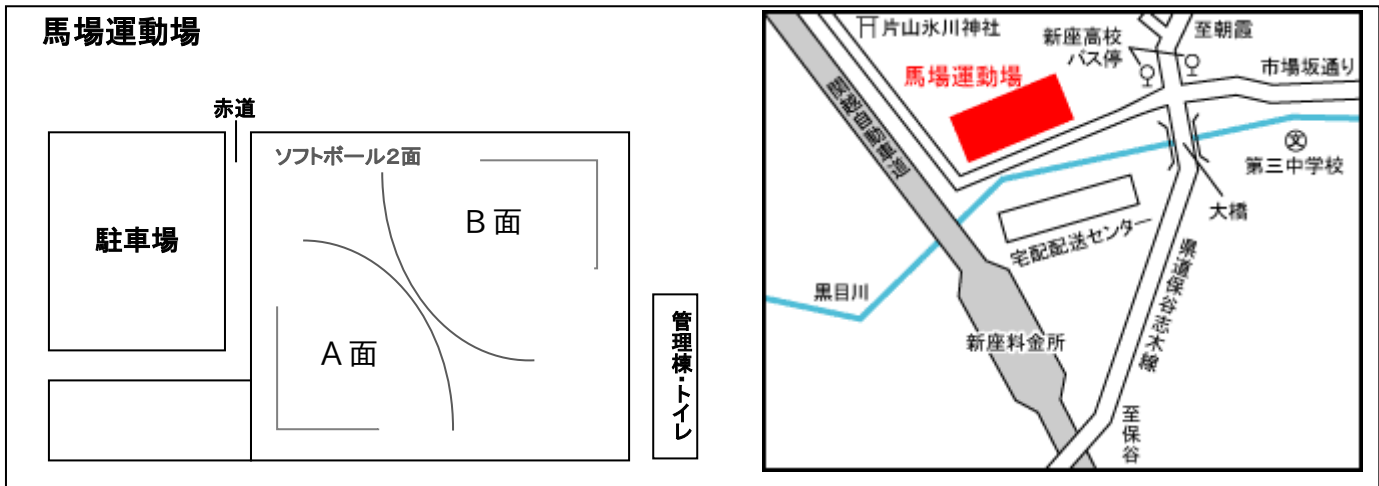 馬場運動場
赤道
ソフトボール2面
駐車場
B面
A面
管理棟・トイレ
片山氷川神社
新座高校
バス停
至朝霞
市場坂通り
馬場運動場
関越自動車道
第三中学校
大橋
宅配配送センター
黒目川
県道保谷志木線
新座料金所
至保谷